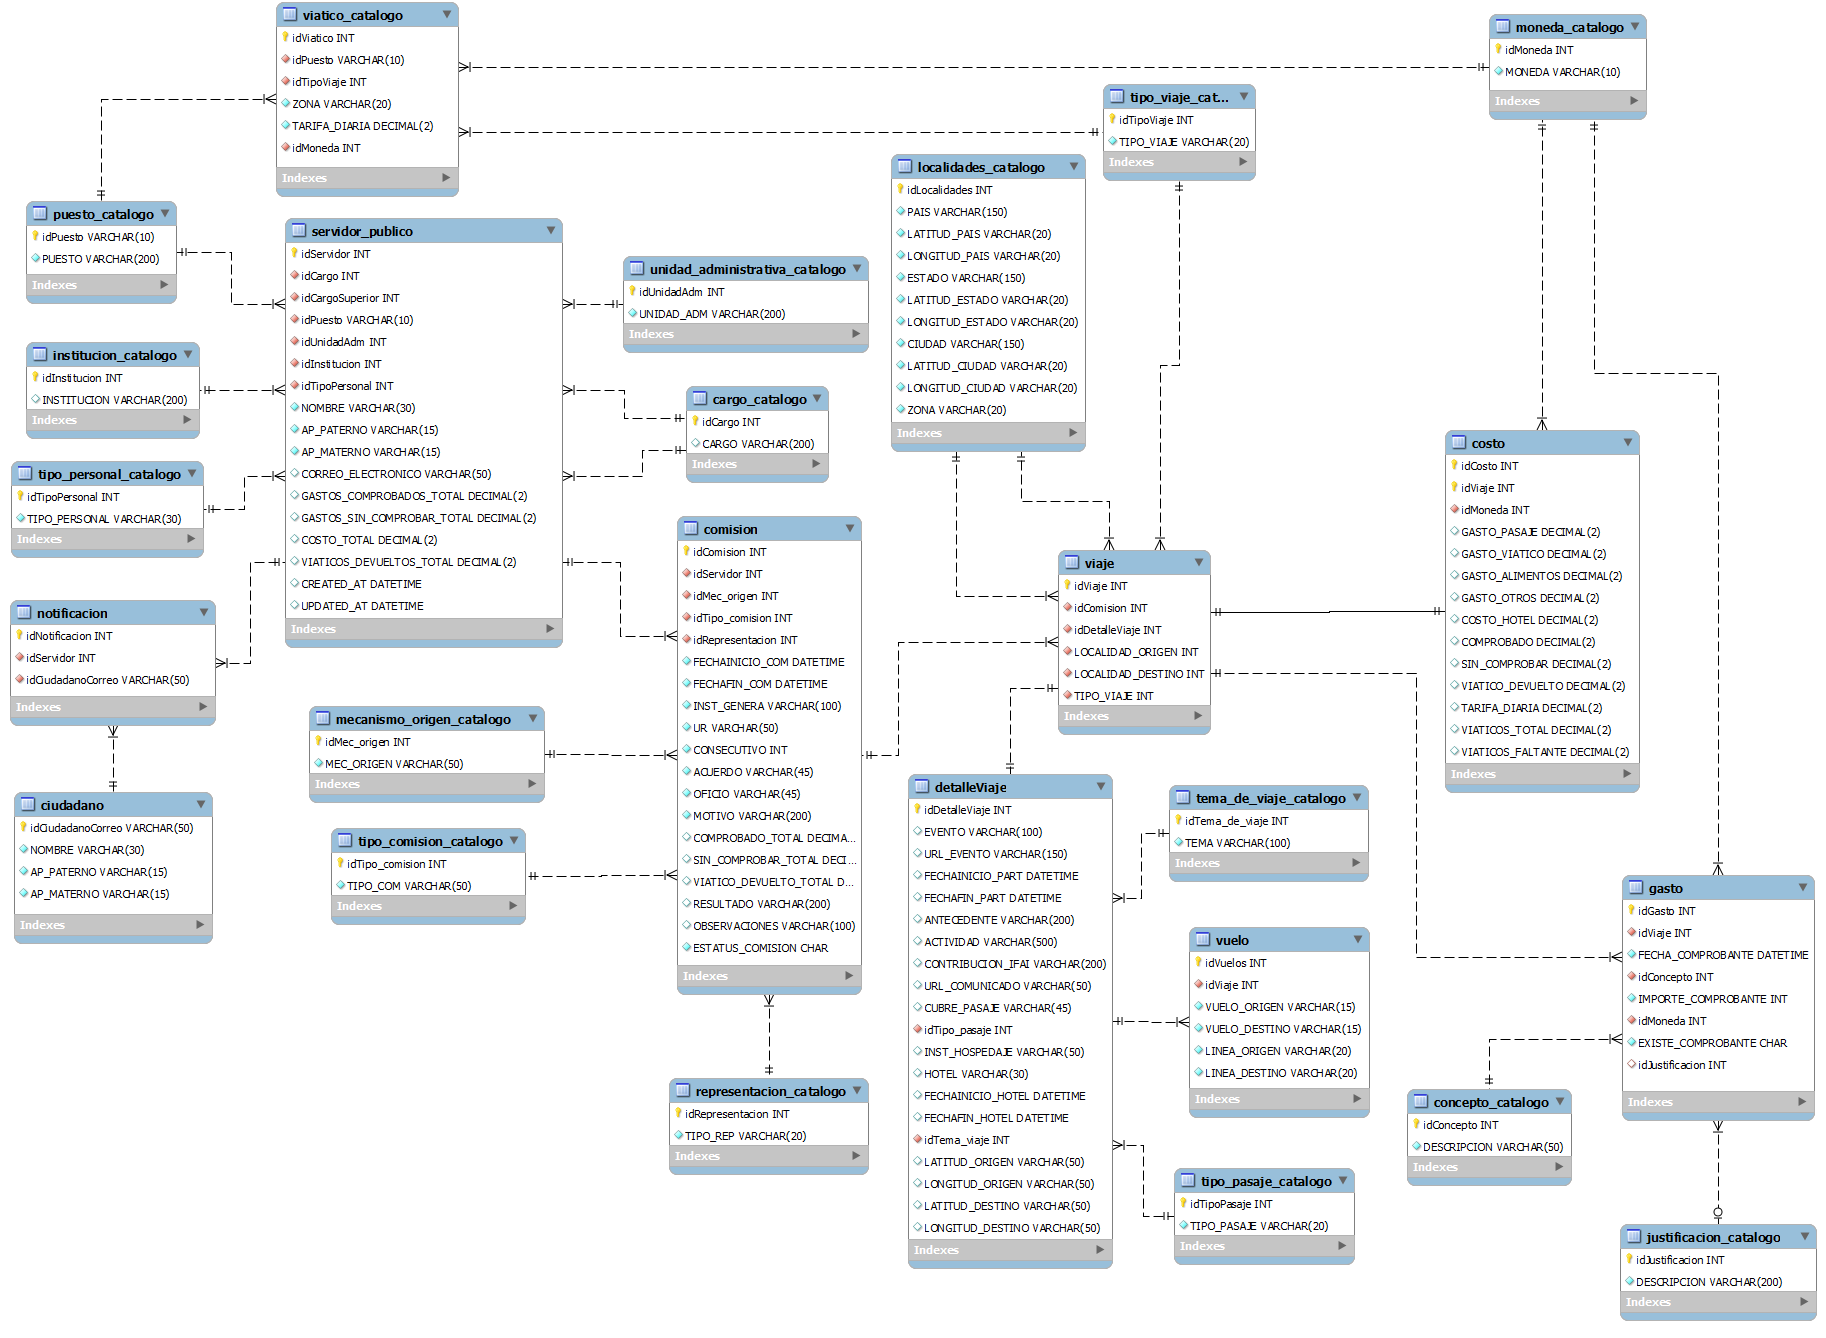 viatico_catalogo
idViatico INT
idPuesto VARCHAR(10)
idTipoViaje INT
ZONA VARCHAR(20)
TARIFA_DIARIA DECIMAL(2)
idMoneda INT
Indexes
moneda_catalogo
idMoneda INT
MONEDA VARCHAR(10)
Indexes
tipo_viaje_cat...
idTipoViaje INT
TIPO_VIAJE VARCHAR(20)
Indexes
localidades_catalogo
idLocalidades INT
PAIS VARCHAR(150)
LATITUD_PAIS VARCHAR(20)
LONGITUD_PAIS VARCHAR(20)
ESTADO VARCHAR(150)
LATITUD_ESTADO VARCHAR(20)
LONGITUD_ESTADO VARCHAR(20)
CIUDAD VARCHAR(150)
LATITUD_CIUDAD VARCHAR(20)
LONGITUD_CIUDAD VARCHAR(20)
ZONA VARCHAR(20)
Indexes
puesto_catalogo
idPuesto VARCHAR(10)
PUESTO VARCHAR(200)
Indexes
servidor_publico
idServidor INT
idCargo INT
idCargoSuperior INT
idPuesto VARCHAR(10)
idUnidadAdm INT
idInstitucion INT
idTipoPersonal INT
NOMBRE VARCHAR(30)
AP_PATERNO VARCHAR(15)
AP_MATERNO VARCHAR(15)
CORREO_ELECTRONICO VARCHAR(50)
GASTOS_COMPROBADOS_TOTAL DECIMAL(2)
GASTOS_SIN_COMPROBAR_TOTAL DECIMAL(2)
COSTO_TOTAL DECIMAL(2)
VIATICOS_DEVUELTOS_TOTAL DECIMAL(2)
CREATED_AT DATETIME
UPDATED_AT DATETIME
Indexes
unidad_administrativa_catalogo
idUnidadAdm INT
UNIDAD_ADM VARCHAR(200)
Indexes
institucion_catalogo
idInstitucion INT
INSTITUCION VARCHAR(200)
Indexes
cargo_catalogo
idCargo INT
CARGO VARCHAR(200)
Indexes
tipo_personal_catalogo
idTipoPersonal INT
TIPO_PERSONAL VARCHAR(30)
Indexes
costo
idCosto INT
idViaje INT
idMoneda INT
GASTO_PASAJE DECIMAL(2)
GASTO_VIATICO DECIMAL(2)
GASTO_ALIMENTOS DECIMAL(2)
GASTO_OTROS DECIMAL(2)
COSTO_HOTEL DECIMAL(2)
COMPROBADO DECIMAL(2)
SIN_COMPROBAR DECIMAL(2)
VIATICO_DEVUELTO DECIMAL(2)
TARIFA_DIARIA DECIMAL(2)
VIATICOS_TOTAL DECIMAL(2)
VIATICOS_FALTANTE DECIMAL(2)
Indexes
comision
idComision INT
idServidor INT
idMec_origen INT
idTipo_comision INT
idRepresentacion INT
FECHAINICIO_COM DATETIME
FECHAFIN_COM DATETIME
INST_GENERA VARCHAR(100)
UR VARCHAR(50)
CONSECUTIVO INT
ACUERDO VARCHAR(45)
OFICIO VARCHAR(45)
MOTIVO VARCHAR(200)
COMPROBADO_TOTAL DECIMA...
SIN_COMPROBAR_TOTAL DECI...
VIATICO_DEVUELTO_TOTAL D...
RESULTADO VARCHAR(200)
OBSERVACIONES VARCHAR(100)
ESTATUS_COMISION CHAR
Indexes
viaje
idViaje INT
idComision INT
idDetalleViaje INT
LOCALIDAD_ORIGEN INT
LOCALIDAD_DESTINO INT
TIPO_VIAJE INT
Indexes
notificacion
idNotificacion INT
idServidor INT
idCiudadanoCorreo VARCHAR(50)
Indexes
mecanismo_origen_catalogo
idMec_origen INT
MEC_ORIGEN VARCHAR(50)
Indexes
ciudadano
idCiudadanoCorreo VARCHAR(50)
NOMBRE VARCHAR(30)
AP_PATERNO VARCHAR(15)
AP_MATERNO VARCHAR(15)
Indexes
tipo_comision_catalogo
idTipo_comision INT
TIPO_COM VARCHAR(50)
Indexes
detalleViaje
idDetalleViaje INT
EVENTO VARCHAR(100)
URL_EVENTO VARCHAR(150)
FECHAINICIO_PART DATETIME
FECHAFIN_PART DATETIME
ANTECEDENTE VARCHAR(200)
ACTIVIDAD VARCHAR(500)
CONTRIBUCION_IFAI VARCHAR(200)
URL_COMUNICADO VARCHAR(50)
CUBRE_PASAJE VARCHAR(45)
idTipo_pasaje INT
INST_HOSPEDAJE VARCHAR(50)
HOTEL VARCHAR(30)
FECHAINICIO_HOTEL DATETIME
FECHAFIN_HOTEL DATETIME
idTema_viaje INT
LATITUD_ORIGEN VARCHAR(50)
LONGITUD_ORIGEN VARCHAR(50)
LATITUD_DESTINO VARCHAR(50)
LONGITUD_DESTINO VARCHAR(50)
Indexes
tema_de_viaje_catalogo
idTema_de_viaje INT
TEMA VARCHAR(100)
Indexes
vuelo
idVuelos INT
idViaje INT
VUELO_ORIGEN VARCHAR(15)
VUELO_DESTINO VARCHAR(15)
LINEA_ORIGEN VARCHAR(20)
LINEA_DESTINO VARCHAR(20)
Indexes
gasto
idGasto INT
idViaje INT
FECHA_COMPROBANTE DATETIME
idConcepto INT
IMPORTE_COMPROBANTE INT
idMoneda INT
EXISTE_COMPROBANTE CHAR
idJustificacion INT
Indexes
representacion_catalogo
idRepresentacion INT
TIPO_REP VARCHAR(20)
Indexes
concepto_catalogo
idConcepto INT
DESCRIPCION VARCHAR(50)
Indexes
tipo_pasaje_catalogo
idTipoPasaje INT
TIPO_PASAJE VARCHAR(20)
Indexes
justificacion_catalogo
idJustificacion INT
DESCRIPCION VARCHAR(200)
Indexes